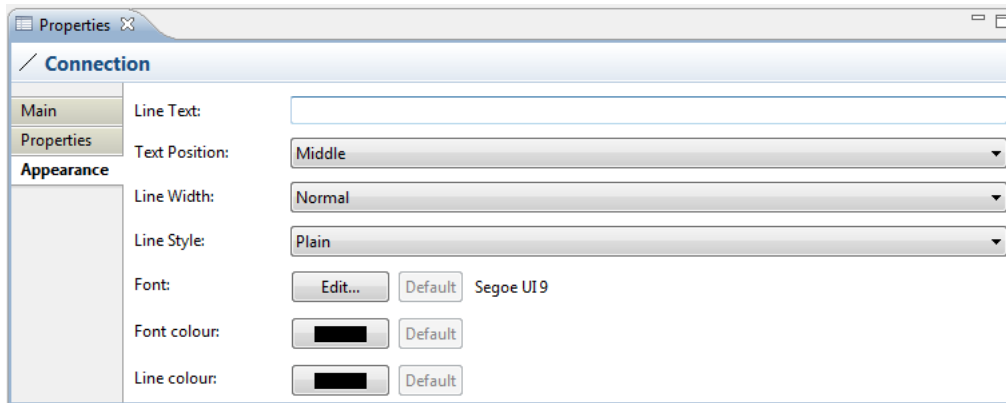 Properties
Connection
Main
Properties
Appearance
Line Text:
Text Position: Middle
Line Width: Normal
Line Style: Plain
Font: Edit... Default Segoe UI 9
Font colour: Default
Line colour: Default